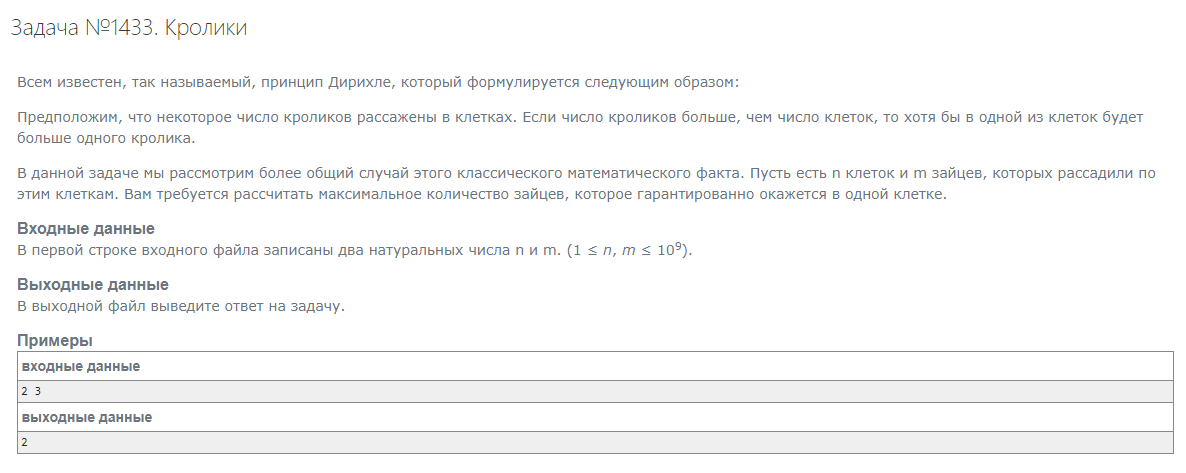 Задача №1433. Кролики
Всем известен, так называемый, принцип Дирихле, который формулируется следующим образом:
Предположим, что некоторое число кроликов рассажены в клетках. Если число кроликов больше, чем число клеток, то хотя бы в одной из клеток будет
больше одного кролика.
В данной задаче мы рассмотрим более общий случай этого классического математического факта. Пусть есть n клеток и m зайцев, которых рассадили по
этим клеткам. Вам требуется рассчитать максимальное количество зайцев, которое гарантированно окажется в одной клетке.
Входные данные
В первой строке входного файла записаны два натуральных числа n и m. (1 ≤ n, m ≤ 10⁹).
Выходные данные
В выходной файл выведите ответ на задачу.
Примеры
входные данные
2 3
выходные данные
2